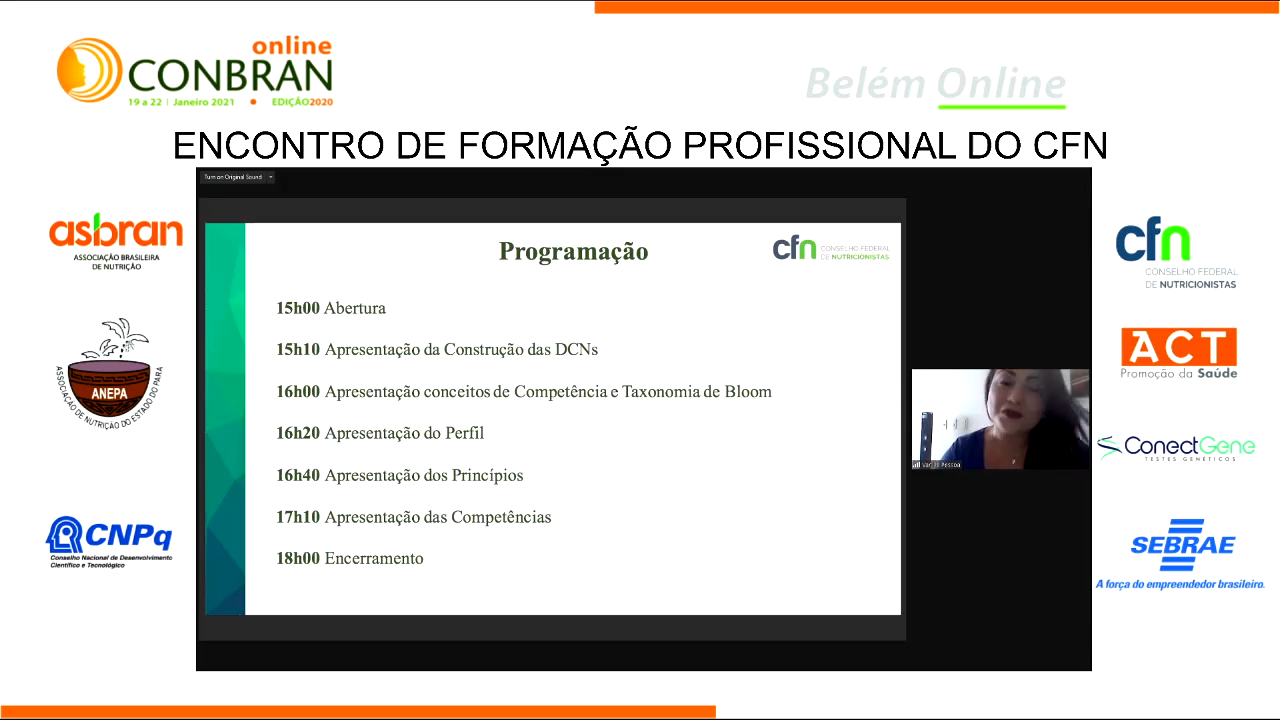 online
CONBRAN
19 a 22 | Janeiro 2021 • EDIÇÃO2020
Belém Online
ENCONTRO DE FORMAÇÃO PROFISSIONAL DO CFN
Turn on Original Sound
asbran
ASSOCIAÇÃO BRASILEIRA
DE NUTRIÇÃO
ANEPA
ASSOCIAÇÃO DE NUTRIÇÃO DO ESTADO DO PARÁ
CNPq
Conselho Nacional de Desenvolvimento
Científico e Tecnológico
Programação
cfn CONSELHO FEDERAL
DE NUTRICIONISTAS
15h00 Abertura
15h10 Apresentação da Construção das DCNs
16h00 Apresentação conceitos de Competência e Taxonomia de Bloom
16h20 Apresentação do Perfil
16h40 Apresentação dos Princípios
17h10 Apresentação das Competências
18h00 Encerramento
Pessoa
cfn
CONSELHO FEDERAL
DE NUTRICIONISTAS
ACT
Promoção da Saúde
ConectGene
TESTES GENÉTICOS
SEBRAE
A força do empreendedor brasileiro.